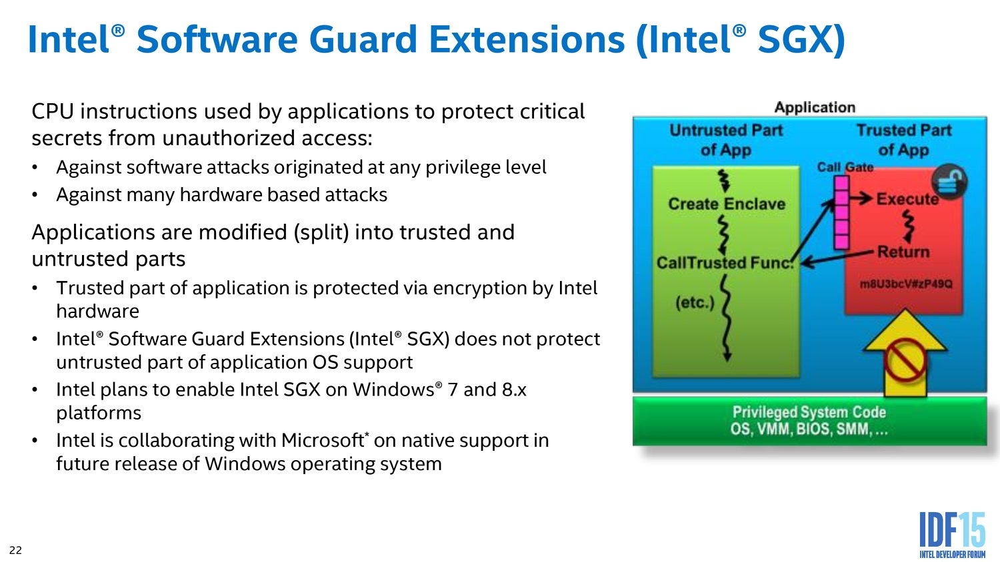 Intel® Software Guard Extensions (Intel® SGX)
CPU instructions used by applications to protect critical
secrets from unauthorized access:
• Against software attacks originated at any privilege level
• Against many hardware based attacks
Applications are modified (split) into trusted and
untrusted parts
• Trusted part of application is protected via encryption by Intel
hardware
• Intel® Software Guard Extensions (Intel® SGX) does not protect
untrusted part of application OS support
• Intel plans to enable Intel SGX on Windows® 7 and 8.x
platforms
• Intel is collaborating with Microsoft* on native support in
future release of Windows operating system
Application
Untrusted Part
of App
Trusted Part
of App
Call Gate
Create Enclave
Execute
CallTrusted Func.
Return
m8U3bcV#zP49Q
(etc.)
Privileged System Code
OS, VMM, BIOS, SMM, ...
IDF15
INTEL DEVELOPER FORUM
22